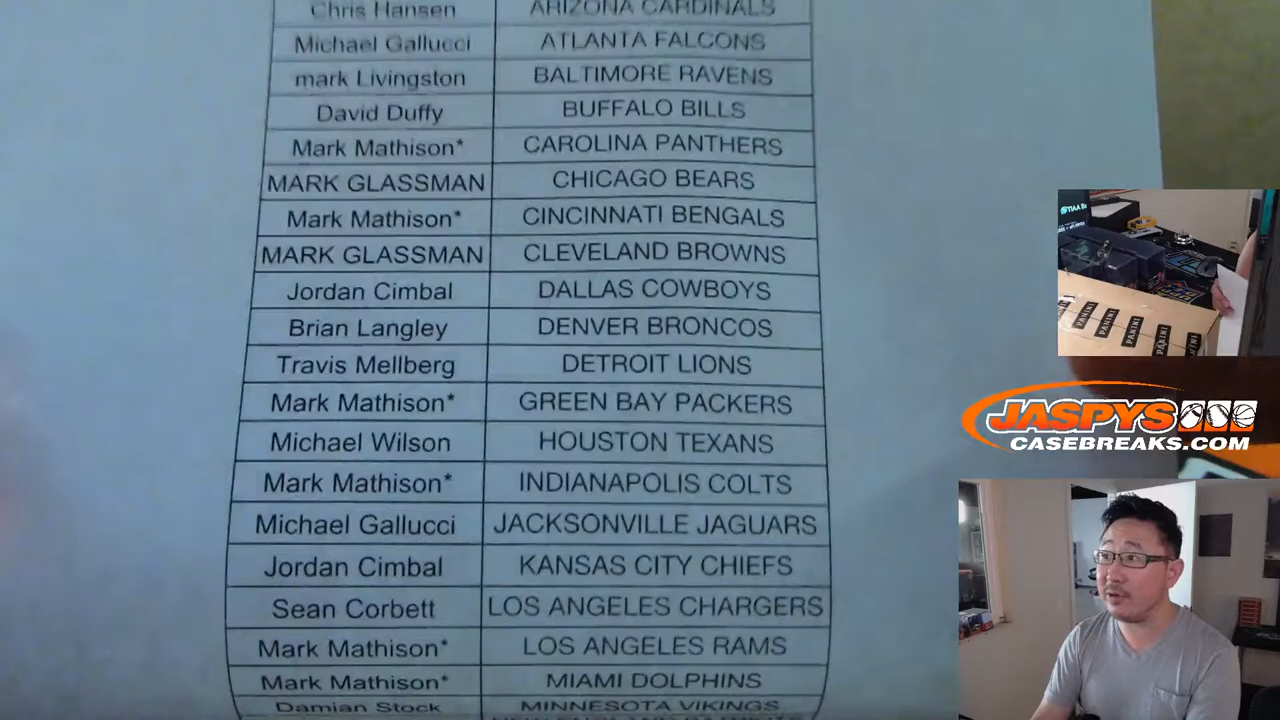 Chris Hansen ARIZONA CARDINALS
Michael Gallucci ATLANTA FALCONS
mark Livingston BALTIMORE RAVENS
David Duffy BUFFALO BILLS
Mark Mathison* CAROLINA PANTHERS
MARK GLASSMAN CHICAGO BEARS
Mark Mathison* CINCINNATI BENGALS
MARK GLASSMAN CLEVELAND BROWNS
Jordan Cimbal DALLAS COWBOYS
Brian Langley DENVER BRONCOS
Travis Mellberg DETROIT LIONS
Mark Mathison* GREEN BAY PACKERS
Michael Wilson HOUSTON TEXANS
Mark Mathison* INDIANAPOLIS COLTS
Michael Gallucci JACKSONVILLE JAGUARS
Jordan Cimbal KANSAS CITY CHIEFS
Sean Corbett LOS ANGELES CHARGERS
Mark Mathison* LOS ANGELES RAMS
Mark Mathison* MIAMI DOLPHINS
Damian Stock MINNESOTA VIKINGS
PANINI PANINI PANINI PANINI
JASPYS
CASEBREAKS.COM